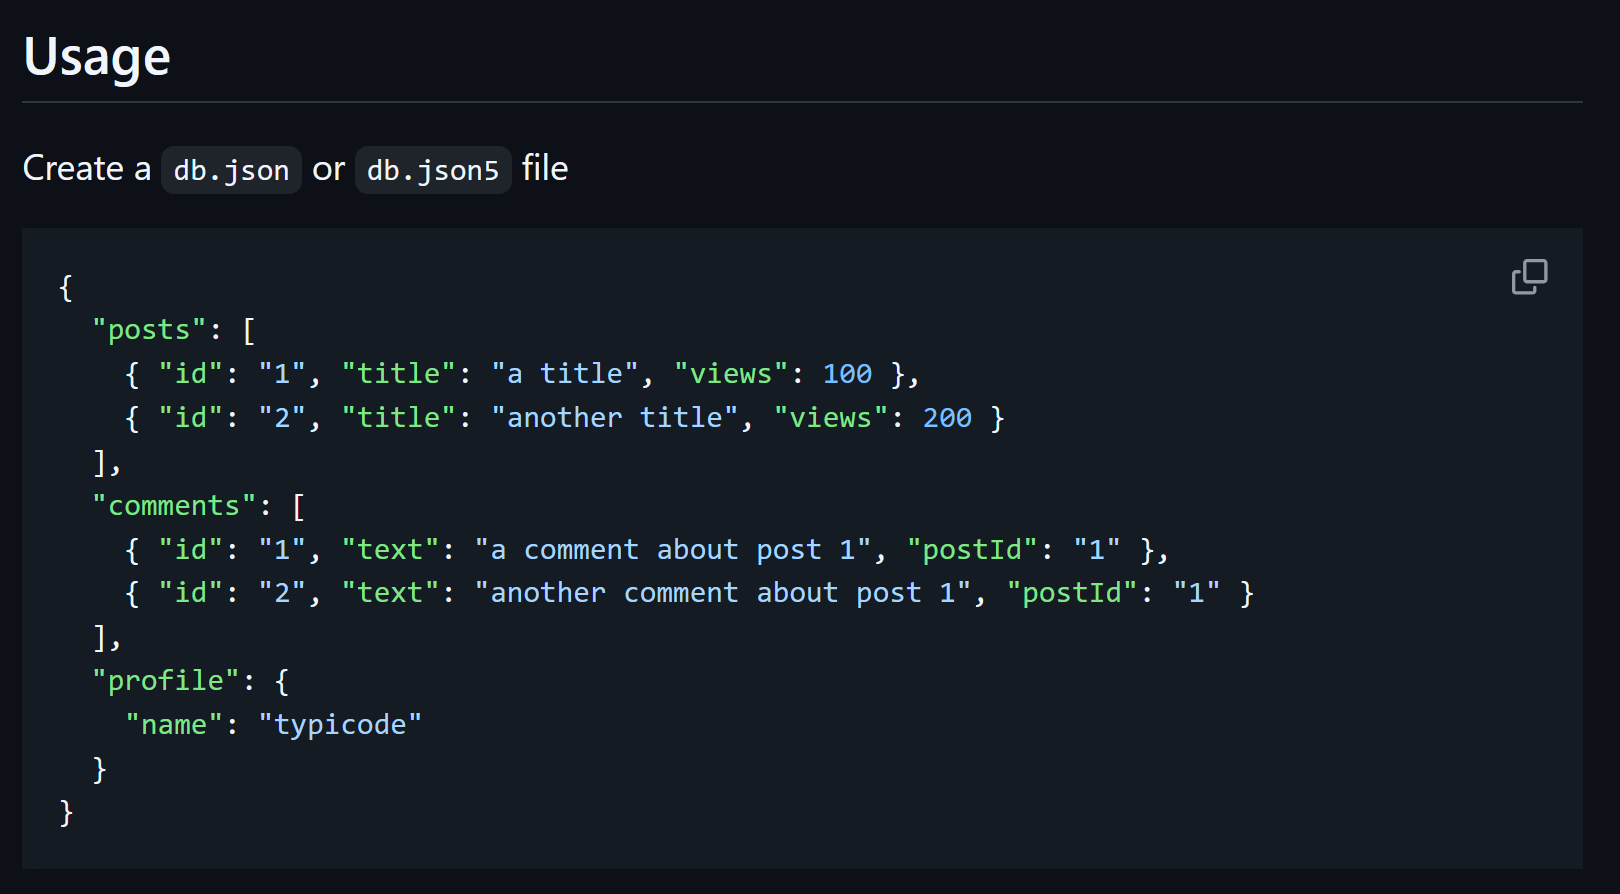 Usage
Create a db.json or db.json5 file
{
  "posts": [
    { "id": "1", "title": "a title", "views": 100 },
    { "id": "2", "title": "another title", "views": 200 }
  ],
  "comments": [
    { "id": "1", "text": "a comment about post 1", "postId": "1" },
    { "id": "2", "text": "another comment about post 1", "postId": "1" }
  ],
  "profile": {
    "name": "typicode"
  }
}